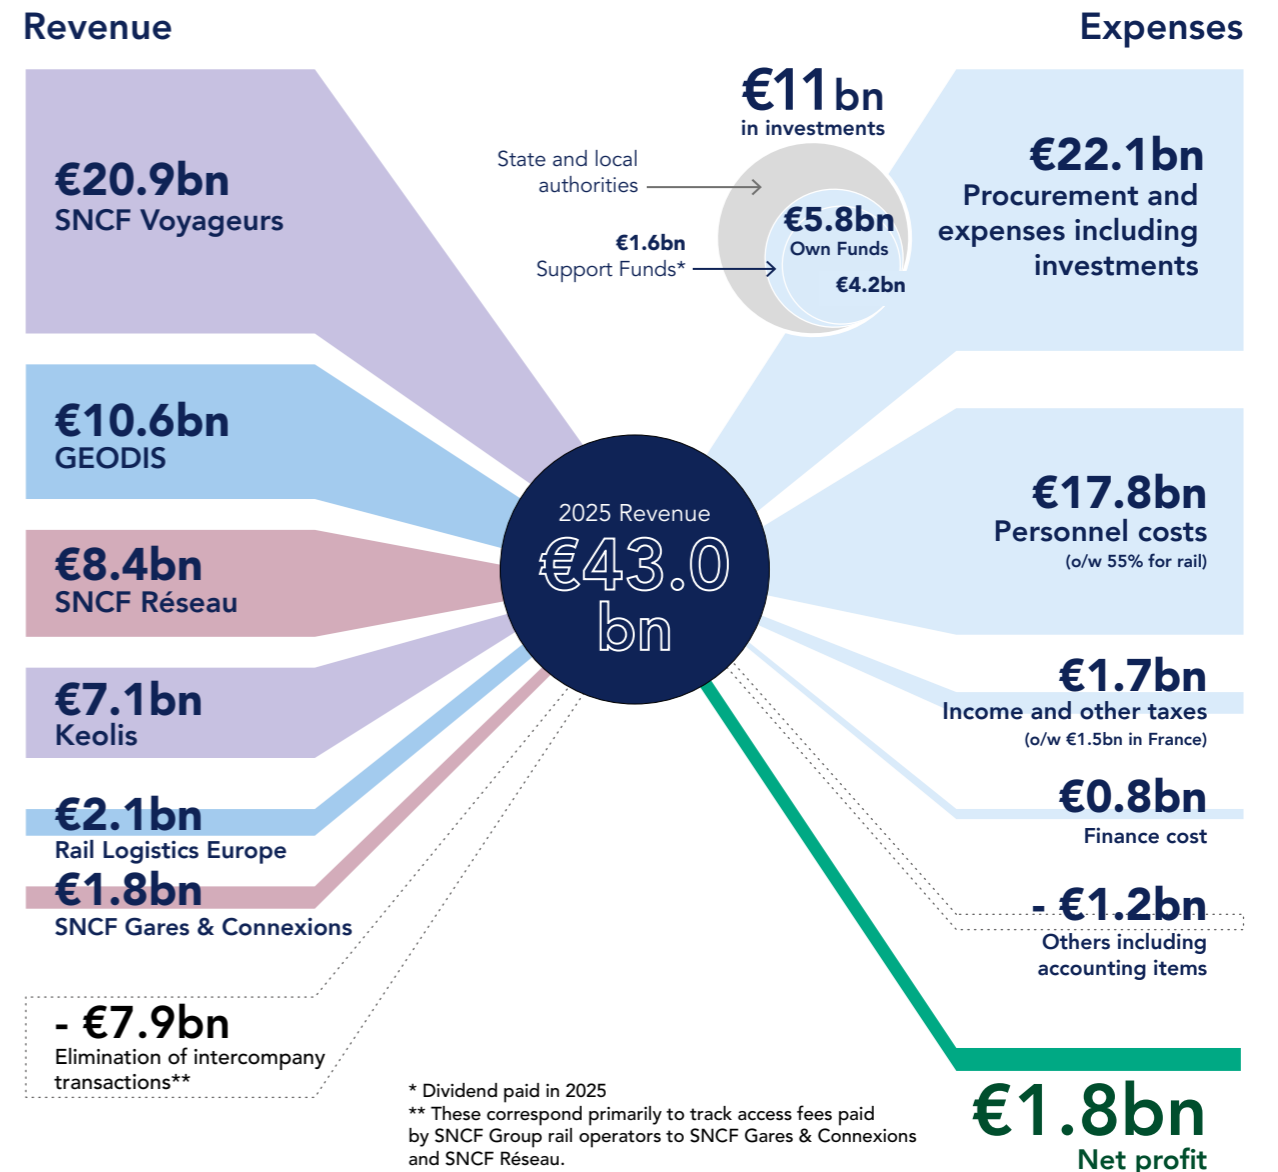 Revenue
Expenses
€20.9bn
SNCF Voyageurs
€10.6bn
GEODIS
€8.4bn
SNCF Réseau
€7.1bn
Keolis
€2.1bn
Rail Logistics Europe
€1.8bn
SNCF Gares & Connexions
- €7.9bn
Elimination of intercompany
transactions**
2025 Revenue
€43.0
bn
€11bn
in investments
State and local
authorities
€5.8bn
Own Funds
€1.6bn
Support Funds*
€4.2bn
€22.1bn
Procurement and
expenses including
investments
€17.8bn
Personnel costs
(o/w 55% for rail)
€1.7bn
Income and other taxes
(o/w €1.5bn in France)
€0.8bn
Finance cost
- €1.2bn
Others including
accounting items
€1.8bn
Net profit
* Dividend paid in 2025
** These correspond primarily to track access fees paid
by SNCF Group rail operators to SNCF Gares & Connexions
and SNCF Réseau.